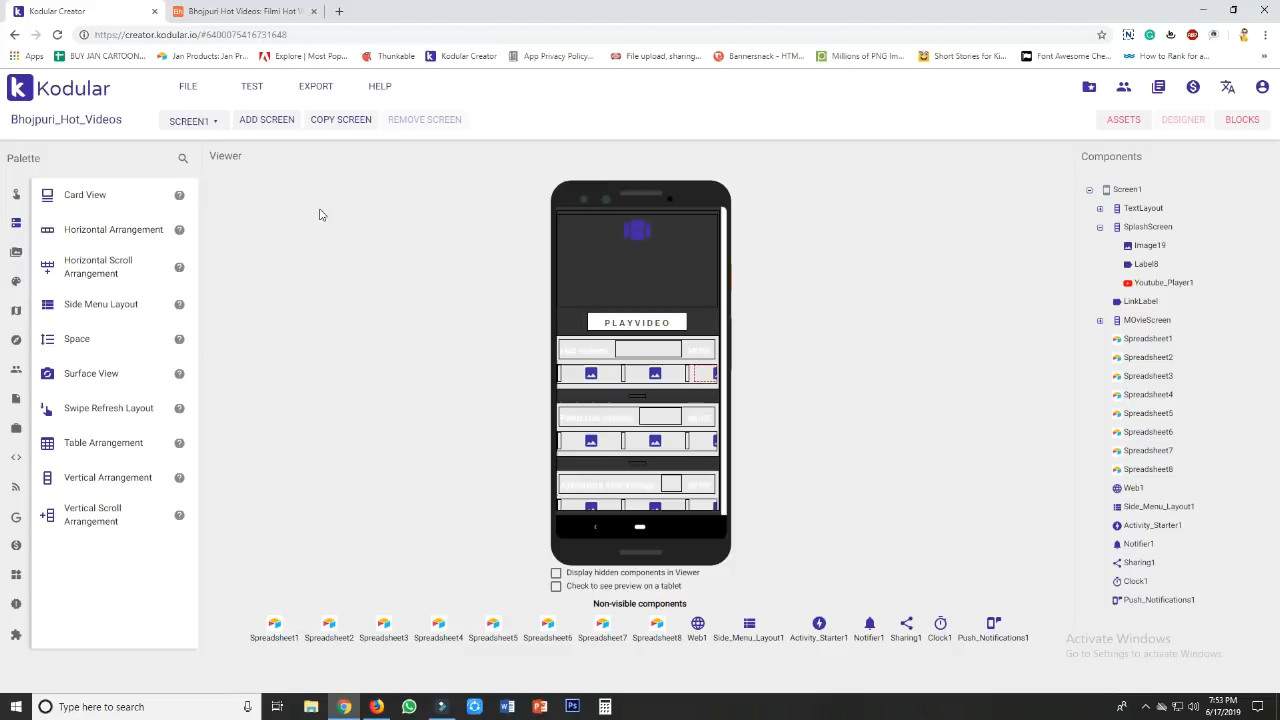 Kodular Creator
Bh Bhojpuri Hot Videos: Filmi Hot V
https://creator.kodular.io/#6400075416731648
Apps
BUY JAN CARTOON...
Janta Products: Jan Pr...
Explore | Most Pop...
Thunkable
Kodular Creator
App Privacy Policy...
File upload, sharing...
Bannersnack - HTM...
Millions of PNG Im...
Short Stories for Ki...
Font Awesome Che...
How to Rank for a...
»
Kodular
FILE
TEST
EXPORT
HELP
Bhojpuri_Hot_Videos
SCREEN1
ADD SCREEN
COPY SCREEN
REMOVE SCREEN
ASSETS
DESIGNER
BLOCKS
Palette
Viewer
Components
Card View
Horizontal Arrangement
Horizontal Scroll
Arrangement
Side Menu Layout
Space
Surface View
Swipe Refresh Layout
Table Arrangement
Vertical Arrangement
Vertical Scroll
Arrangement
PLAYVIDEO
Display hidden components in Viewer
Check to see preview on a tablet
Non-visible components
Spreadsheet1
Spreadsheet2
Spreadsheet3
Spreadsheet4
Spreadsheet5
Spreadsheet6
Spreadsheet7
Spreadsheet8
Web1
Side_Menu_Layout1
Activity_Starter1
Notifier1
Sharing1
Clock1
Push_Notifications1
Screen1
TextLayout
SplashScreen
Image19
Label8
Youtube_Player1
LinkLabel
MOvieScreen
Spreadsheet1
Spreadsheet2
Spreadsheet3
Spreadsheet4
Spreadsheet5
Spreadsheet6
Spreadsheet7
Spreadsheet8
Web1
Side_Menu_Layout1
Activity_Starter1
Notifier1
Sharing1
Clock1
Push_Notifications1
Activate Windows
Go to Settings to activate Windows.
Type here to search
7:53 PM
6/17/2019